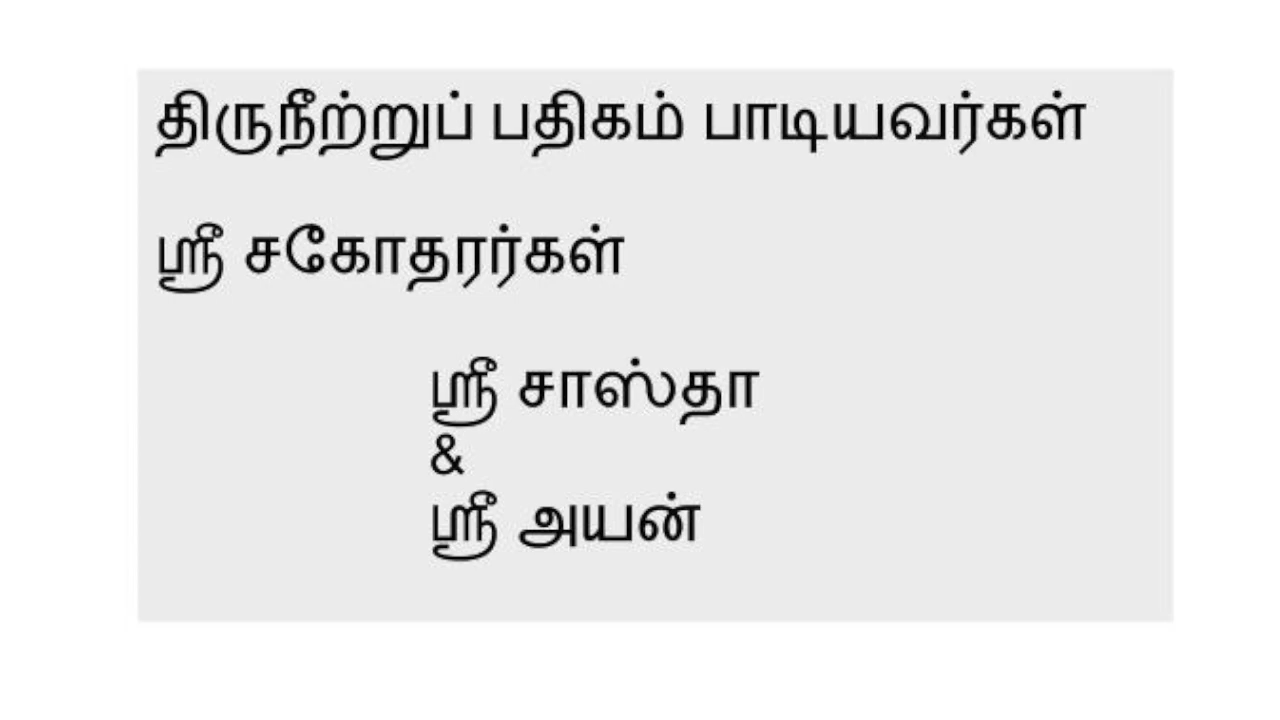 திருநீற்றுப் பதிகம் பாடியவர்கள்
ஸ்ரீ சகோதரர்கள்
ஸ்ரீ சாஸ்தா
&
ஸ்ரீ அயன்